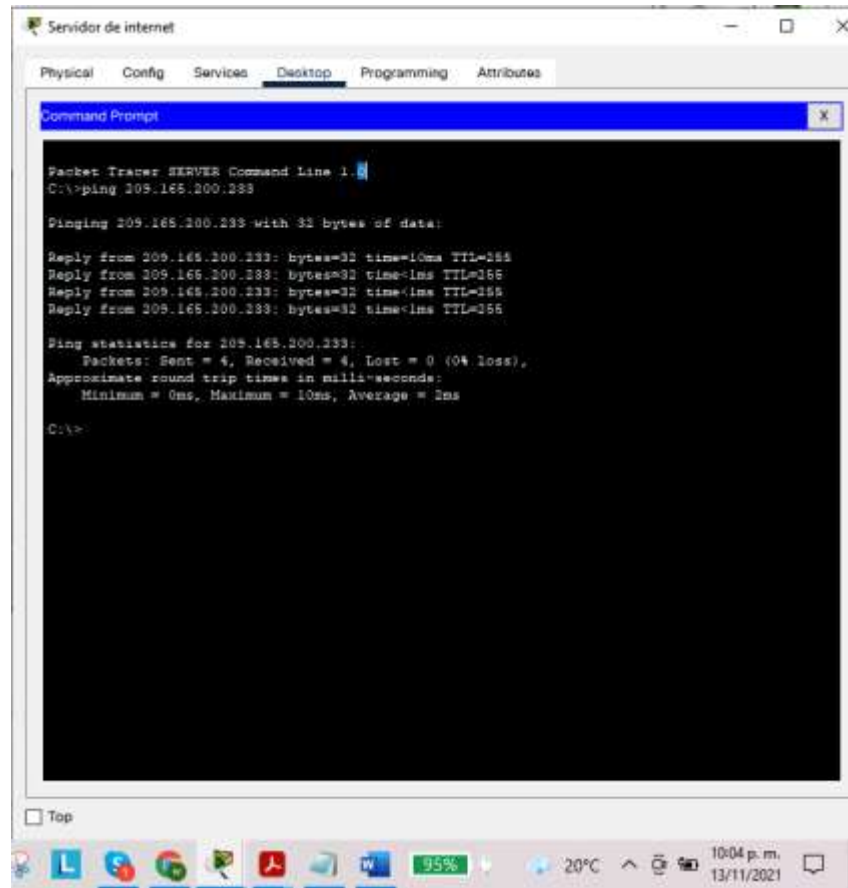 Servidor de internet
Physical Config Services Desktop Programming Attributes
Command Prompt
X
Packet Tracer SERVER Command Line 1.0
C:\>ping 209.165.200.233
Pinging 209.165.200.233 with 32 bytes of data:
Reply from 209.165.200.233: bytes=32 time=10ms TTL=255
Reply from 209.165.200.233: bytes=32 time<1ms TTL=255
Reply from 209.165.200.233: bytes=32 time<1ms TTL=255
Reply from 209.165.200.233: bytes=32 time<1ms TTL=255
Ping statistics for 209.165.200.233:
Packets: Sent = 4, Received = 4, Lost = 0 (0% loss),
Approximate round trip times in milli-seconds:
Minimum = 0ms, Maximum = 10ms, Average = 2ms
C:\>
Top
95% 20°C 10:04 p. m.
13/11/2021